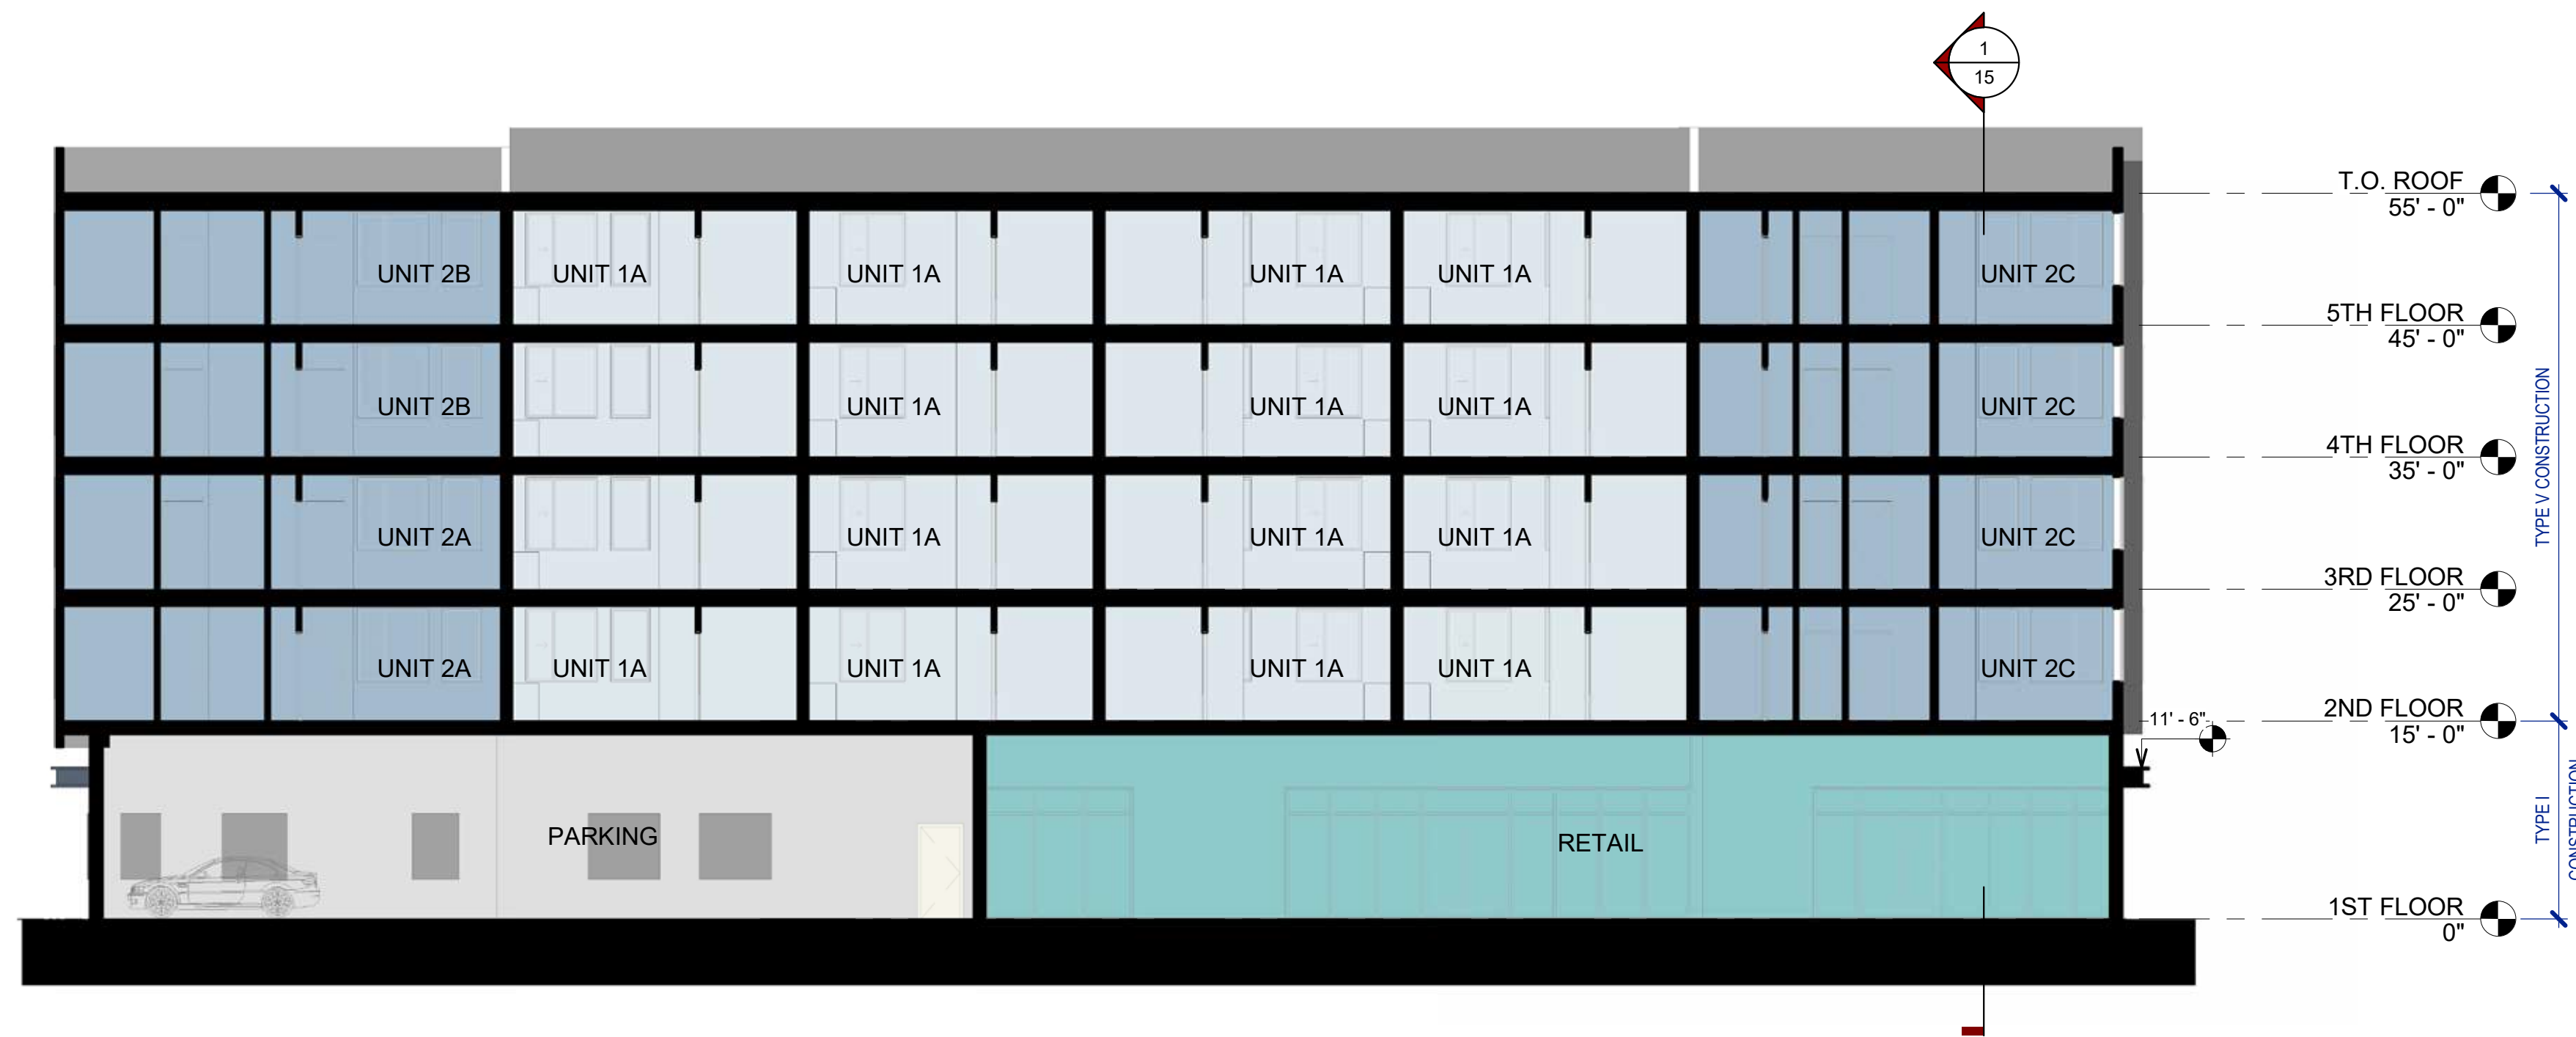 1
15
T.O. ROOF
55' - 0"
UNIT 2B UNIT 1A UNIT 1A UNIT 1A UNIT 1A UNIT 2C
5TH FLOOR
45' - 0"
UNIT 2B UNIT 1A UNIT 1A UNIT 1A UNIT 2C
4TH FLOOR
35' - 0"
UNIT 2A UNIT 1A UNIT 1A UNIT 1A UNIT 2C
3RD FLOOR
25' - 0"
UNIT 2A UNIT 1A UNIT 1A UNIT 1A UNIT 1A UNIT 2C
2ND FLOOR
15' - 0"
11' - 6"
PARKING
RETAIL
1ST FLOOR
0"
TYPE V CONSTRUCTION
TYPE I
CONSTRUCTION